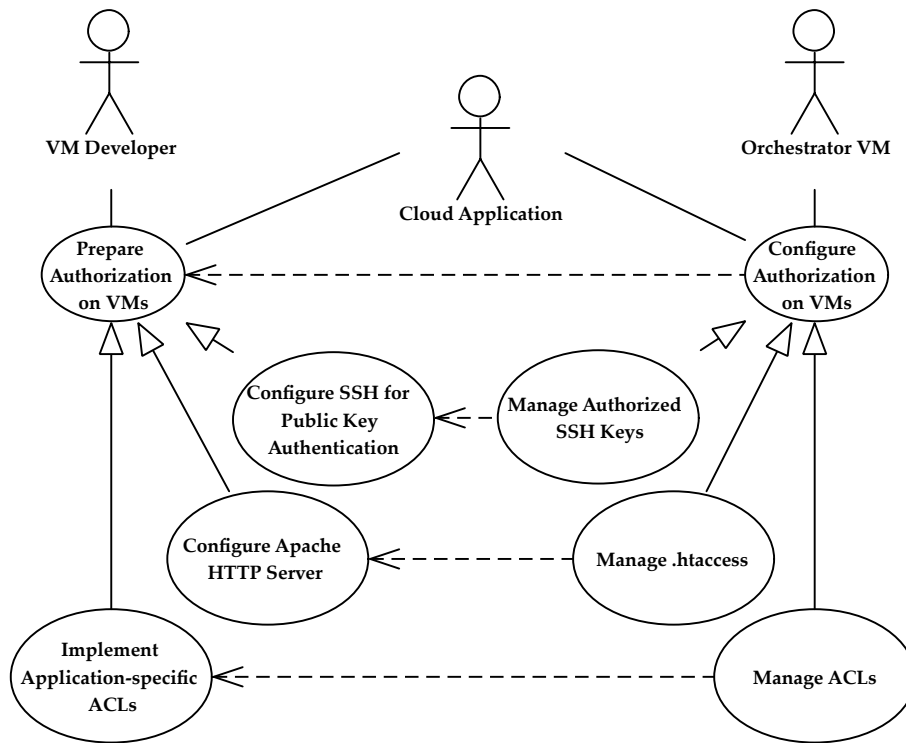 VM Developer
Orchestrator VM
Cloud Application
Prepare
Authorization
on VMs
Configure
Authorization
on VMs
Configure SSH for
Public Key
Authentication
Manage Authorized
SSH Keys
Configure Apache
HTTP Server
Manage .htaccess
Implement
Application-specific
ACLs
Manage ACLs